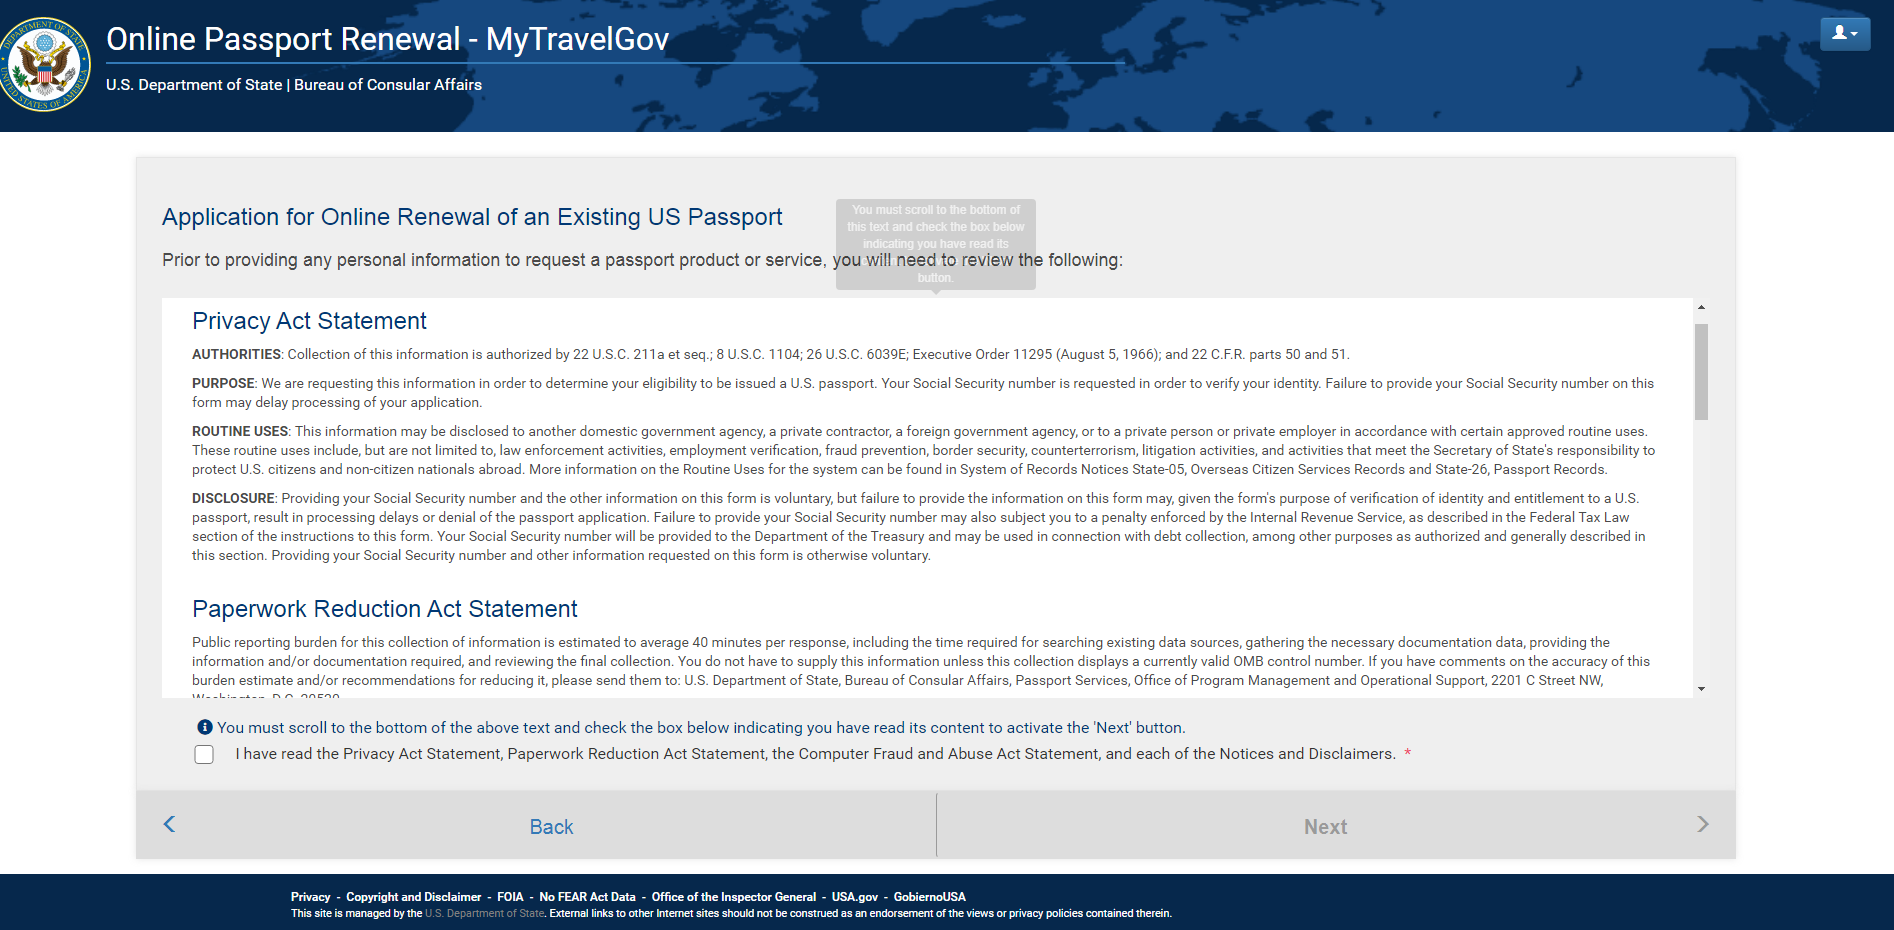 Online Passport Renewal - MyTravelGov
U.S. Department of State | Bureau of Consular Affairs
DEPARTMENT OF STATE
UNITED STATES OF AMERICA
Application for Online Renewal of an Existing US Passport
You must scroll to the bottom of
this text and check the box below
indicating you have read its
button.
Prior to providing any personal information to request a passport product or service, you will need to review the following:
Privacy Act Statement
AUTHORITIES: Collection of this information is authorized by 22 U.S.C. 211a et seq.; 8 U.S.C. 1104; 26 U.S.C. 6039E; Executive Order 11295 (August 5, 1966); and 22 C.F.R. parts 50 and 51.
PURPOSE: We are requesting this information in order to determine your eligibility to be issued a U.S. passport. Your Social Security number is requested in order to verify your identity. Failure to provide your Social Security number on this
form may delay processing of your application.
ROUTINE USES: This information may be disclosed to another domestic government agency, a private contractor, a foreign government agency, or to a private person or private employer in accordance with certain approved routine uses.
These routine uses include, but are not limited to, law enforcement activities, employment verification, fraud prevention, border security, counterterrorism, litigation activities, and activities that meet the Secretary of State's responsibility to
protect U.S. citizens and non-citizen nationals abroad. More information on the Routine Uses for the system can be found in System of Records Notices State-05, Overseas Citizen Services Records and State-26, Passport Records.
DISCLOSURE: Providing your Social Security number and the other information on this form is voluntary, but failure to provide the information on this form may, given the form's purpose of verification of identity and entitlement to a U.S.
passport, result in processing delays or denial of the passport application. Failure to provide your Social Security number may also subject you to a penalty enforced by the Internal Revenue Service, as described in the Federal Tax Law
section of the instructions to this form. Your Social Security number will be provided to the Department of the Treasury and may be used in connection with debt collection, among other purposes as authorized and generally described in
this section. Providing your Social Security number and other information requested on this form is otherwise voluntary.
Paperwork Reduction Act Statement
Public reporting burden for this collection of information is estimated to average 40 minutes per response, including the time required for searching existing data sources, gathering the necessary documentation data, providing the
information and/or documentation required, and reviewing the final collection. You do not have to supply this information unless this collection displays a currently valid OMB control number. If you have comments on the accuracy of this
burden estimate and/or recommendations for reducing it, please send them to: U.S. Department of State, Bureau of Consular Affairs, Passport Services, Office of Program Management and Operational Support, 2201 C Street NW,
You must scroll to the bottom of the above text and check the box below indicating you have read its content to activate the 'Next' button.
I have read the Privacy Act Statement, Paperwork Reduction Act Statement, the Computer Fraud and Abuse Act Statement, and each of the Notices and Disclaimers. *
Back
Next
Privacy - Copyright and Disclaimer - FOIA - No FEAR Act Data - Office of the Inspector General - USA.gov - GobiernoUSA
This site is managed by the U.S. Department of State. External links to other Internet sites should not be construed as an endorsement of the views or privacy policies contained therein.